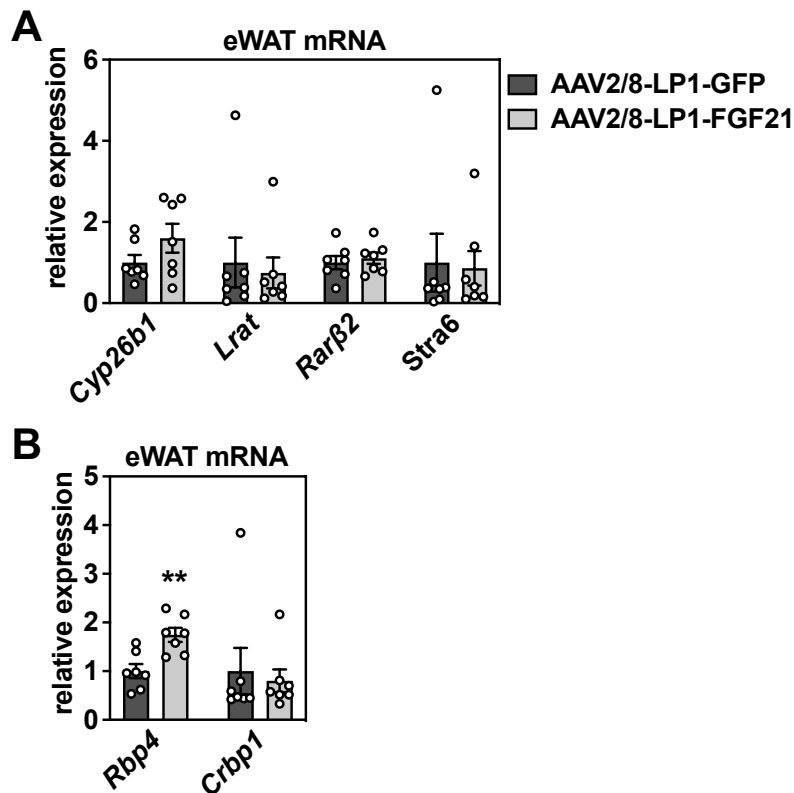 A
eWAT mRNA
relative expression
6
4
2
0
AAV2/8-LP1-GFP
AAV2/8-LP1-FGF21
Cyp26b1
Lrat
Rarβ2
Stra6
B
eWAT mRNA
relative expression
5
4
3
2
1
0
**
Rbp4
Crbp1